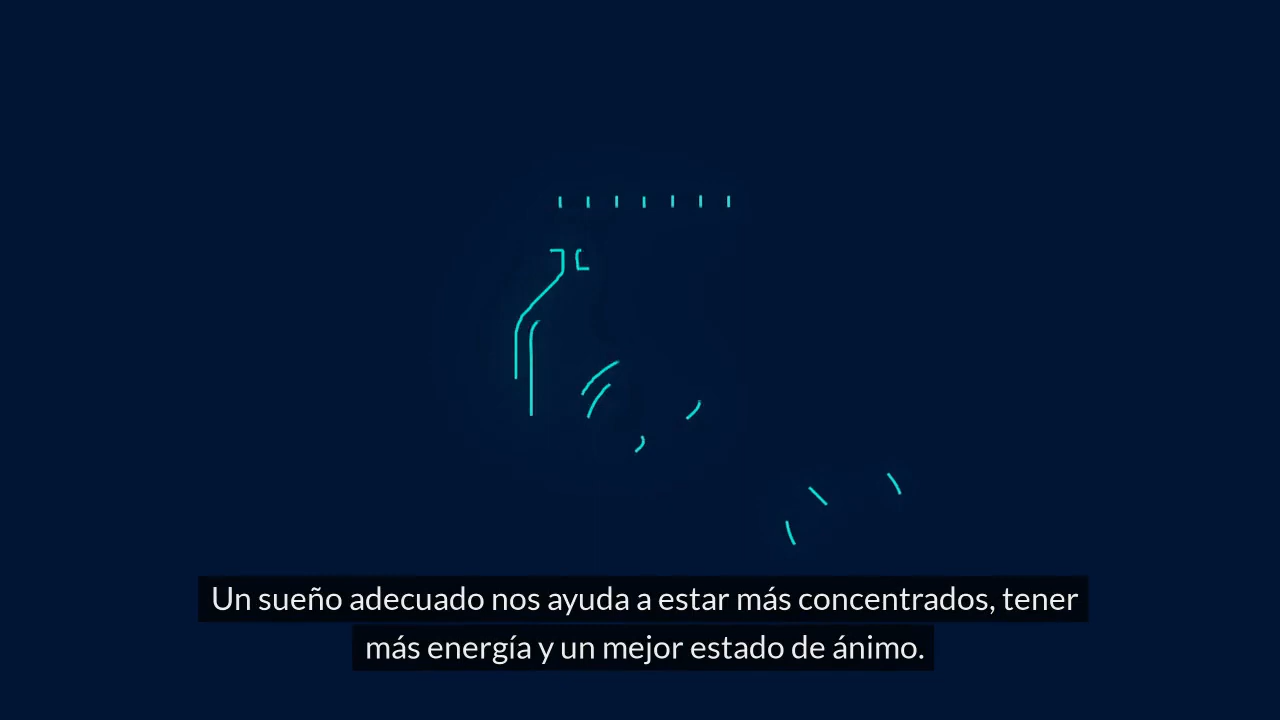 Un sueño adecuado nos ayuda a estar más concentrados, tener
más energía y un mejor estado de ánimo.